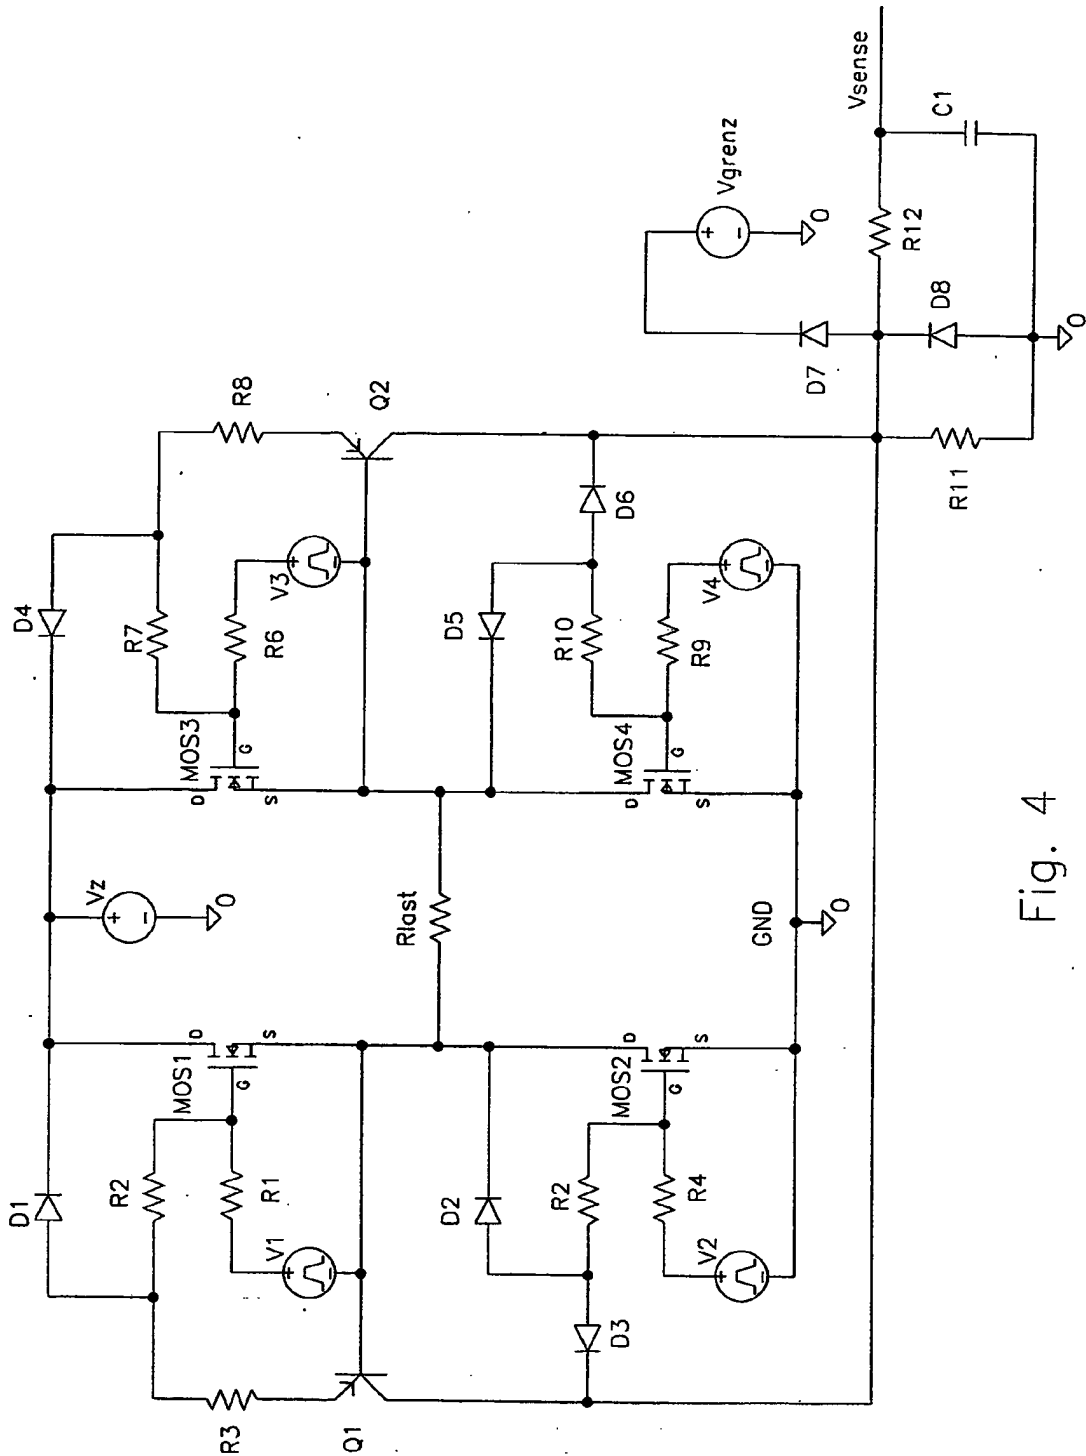 D1
Vz
+
-
0
D4
R2
MOS1
D
G
S
R1
V1
+
-
R3
Q1
MOS3
D
G
S
R7
R6
V3
+
-
R8
Q2
Rlast
D2
MOS2
D
G
S
R2
R4
V2
+
-
D3
D5
MOS4
D
G
S
R10
R9
V4
+
-
D6
GND
0
Vgrenz
+
-
0
D7
D8
R11
R12
Vsense
C1
0
Fig. 4